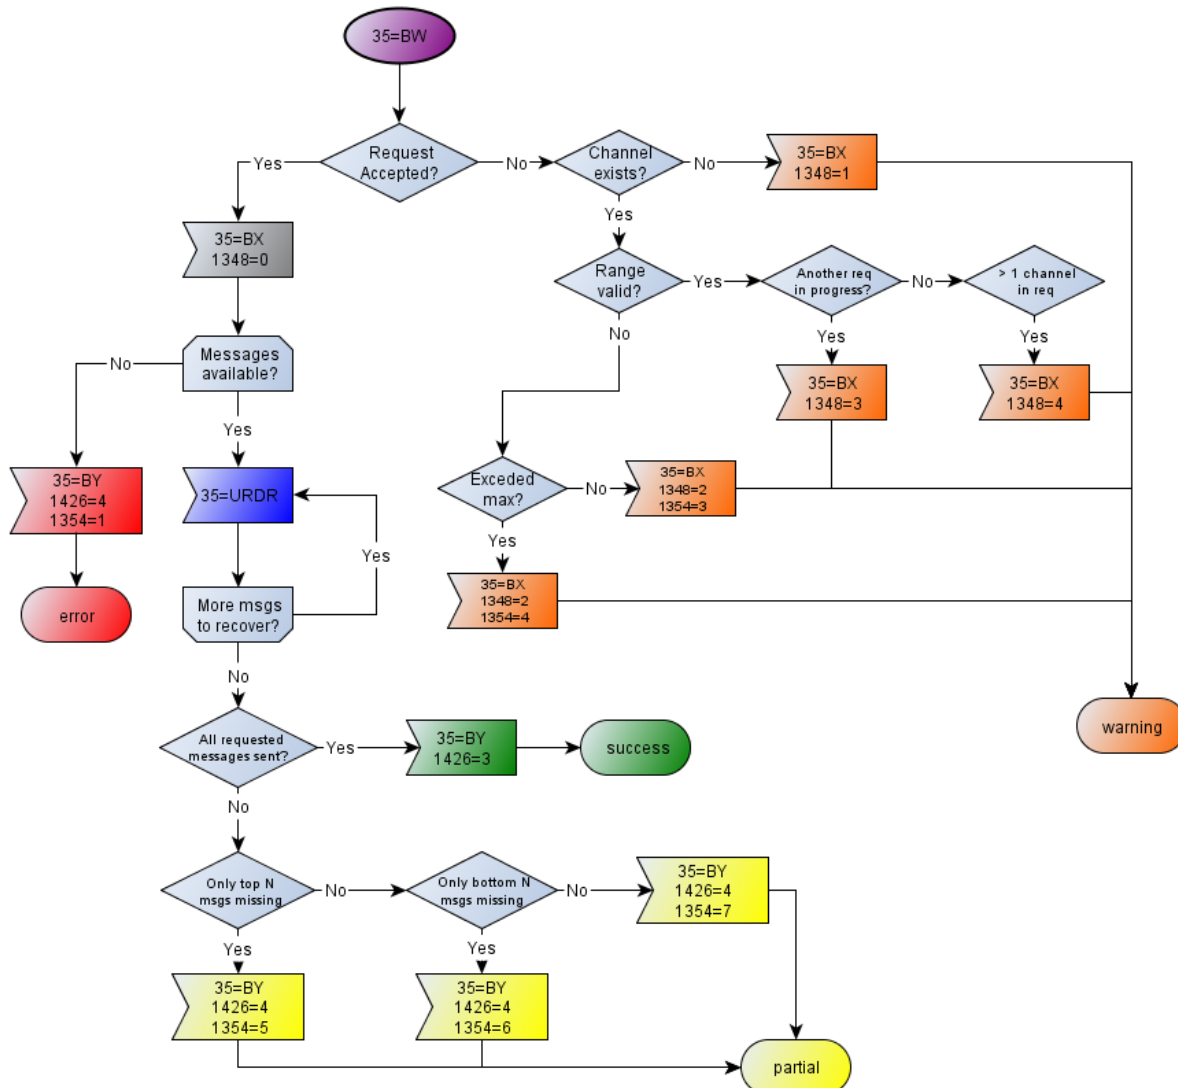 35=BW
Request
Accepted?
Yes
No
Channel
exists?
No
35=BX
1348=1
Yes
35=BX
1348=0
Range
valid?
Yes
Another req
in progress?
No
> 1 channel
in req
No
Yes
Yes
Messages
available?
No
35=BX
1348=3
35=BX
1348=4
Yes
35=BY
1426=4
1354=1
35=URDR
Exceded
max?
No
35=BX
1348=2
1354=3
Yes
Yes
35=BX
1348=2
1354=4
error
More msgs
to recover?
No
warning
All requested
messages sent?
Yes
35=BY
1426=3
success
No
Only top N
msgs missing
No
Only bottom N
msgs missing
No
35=BY
1426=4
1354=7
Yes
Yes
35=BY
1426=4
1354=5
35=BY
1426=4
1354=6
partial